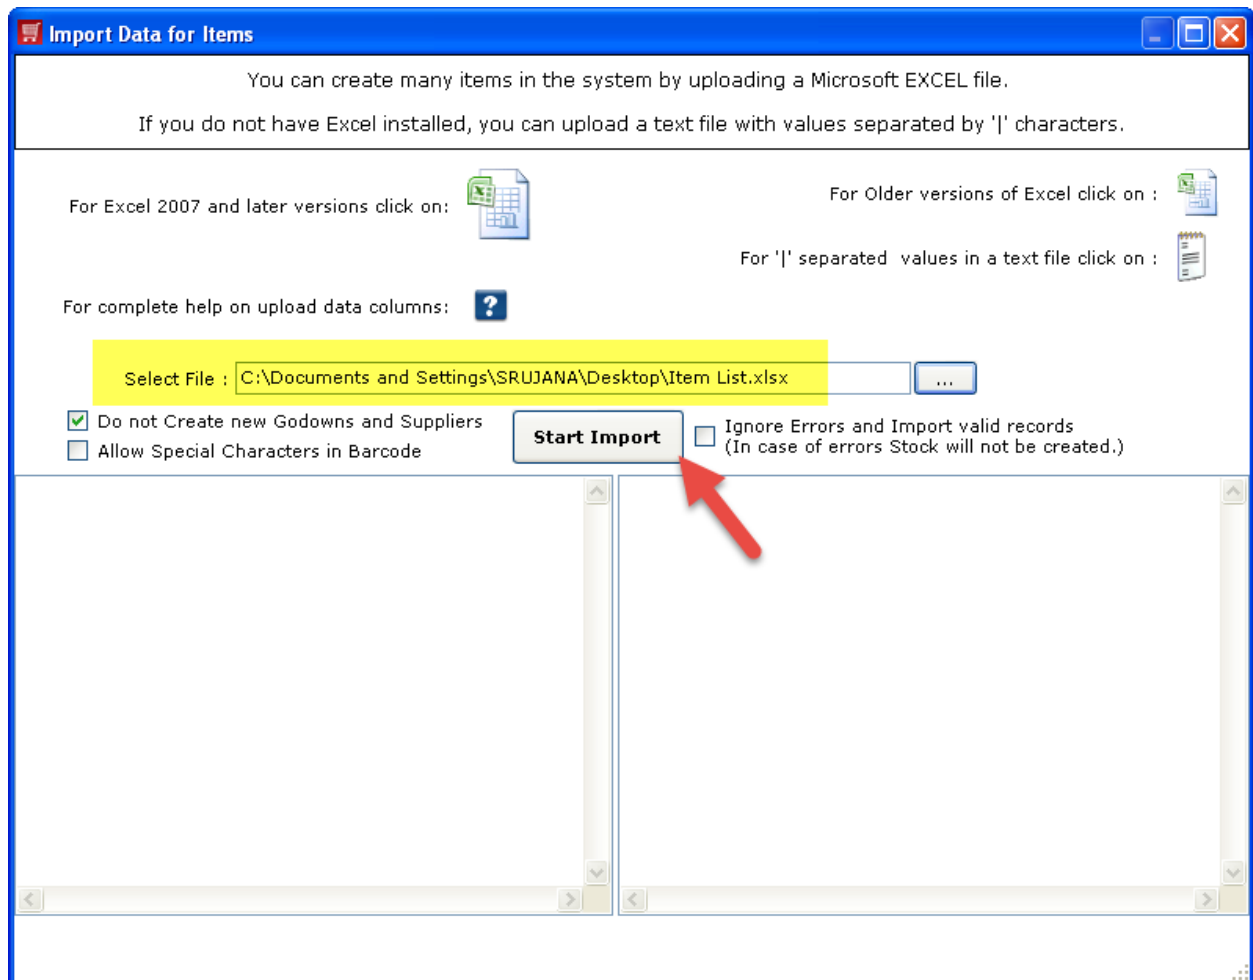 Import Data for Items
You can create many items in the system by uploading a Microsoft EXCEL file.
If you do not have Excel installed, you can upload a text file with values separated by '|' characters.
For Excel 2007 and later versions click on:
For Older versions of Excel click on :
For '|' separated  values in a text file click on :
For complete help on upload data columns:
Select File : C:\Documents and Settings\SRUJANA\Desktop\Item List.xlsx ...
Do not Create new Godowns and Suppliers
Allow Special Characters in Barcode
Start Import
Ignore Errors and Import valid records
(In case of errors Stock will not be created.)